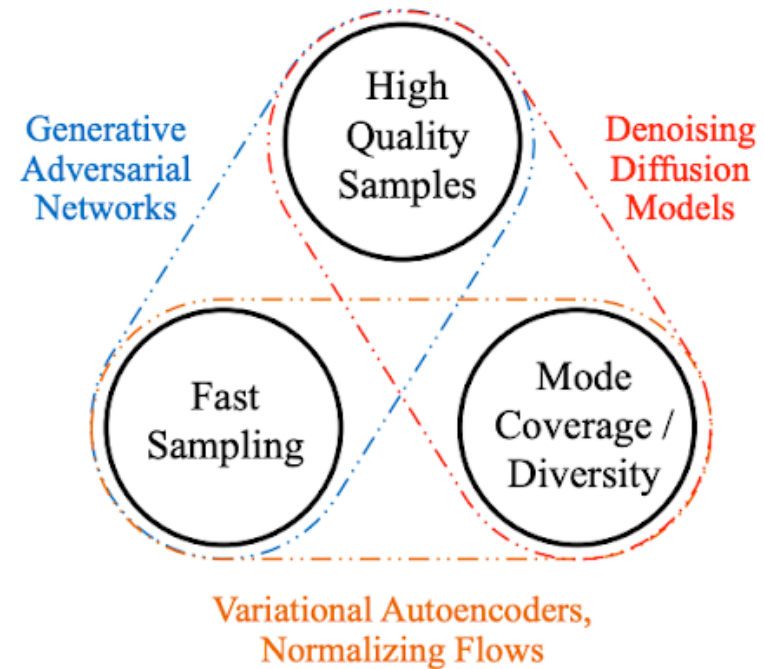 High
Quality
Samples
Generative
Adversarial
Networks
Denoising
Diffusion
Models
Fast
Sampling
Mode
Coverage /
Diversity
Variational Autoencoders,
Normalizing Flows